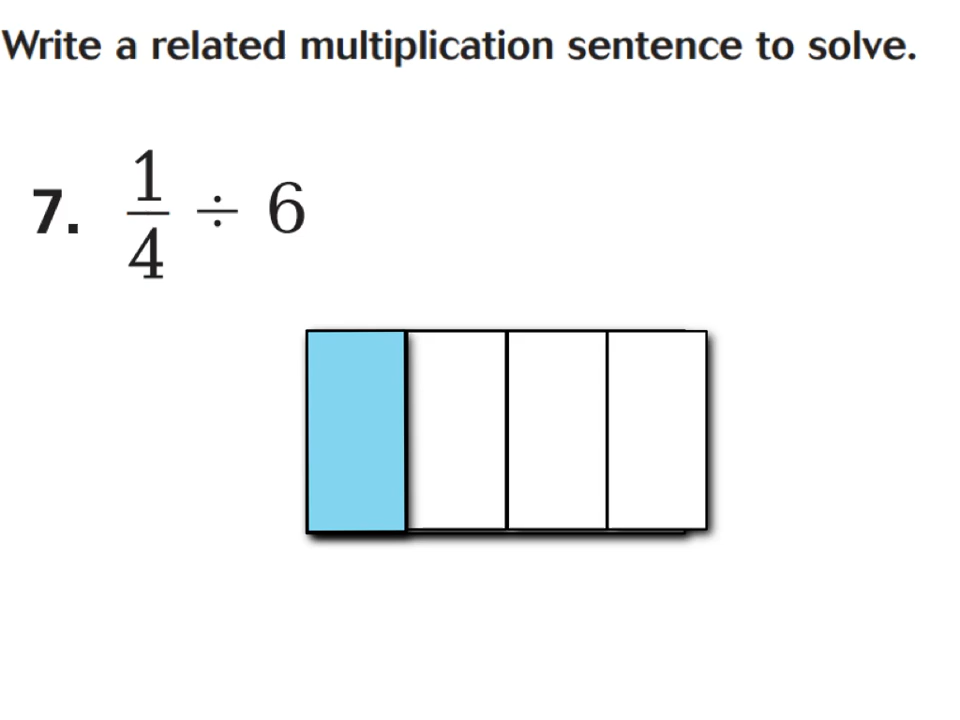 Write a related multiplication sentence to solve.
7. 1/4 ÷ 6